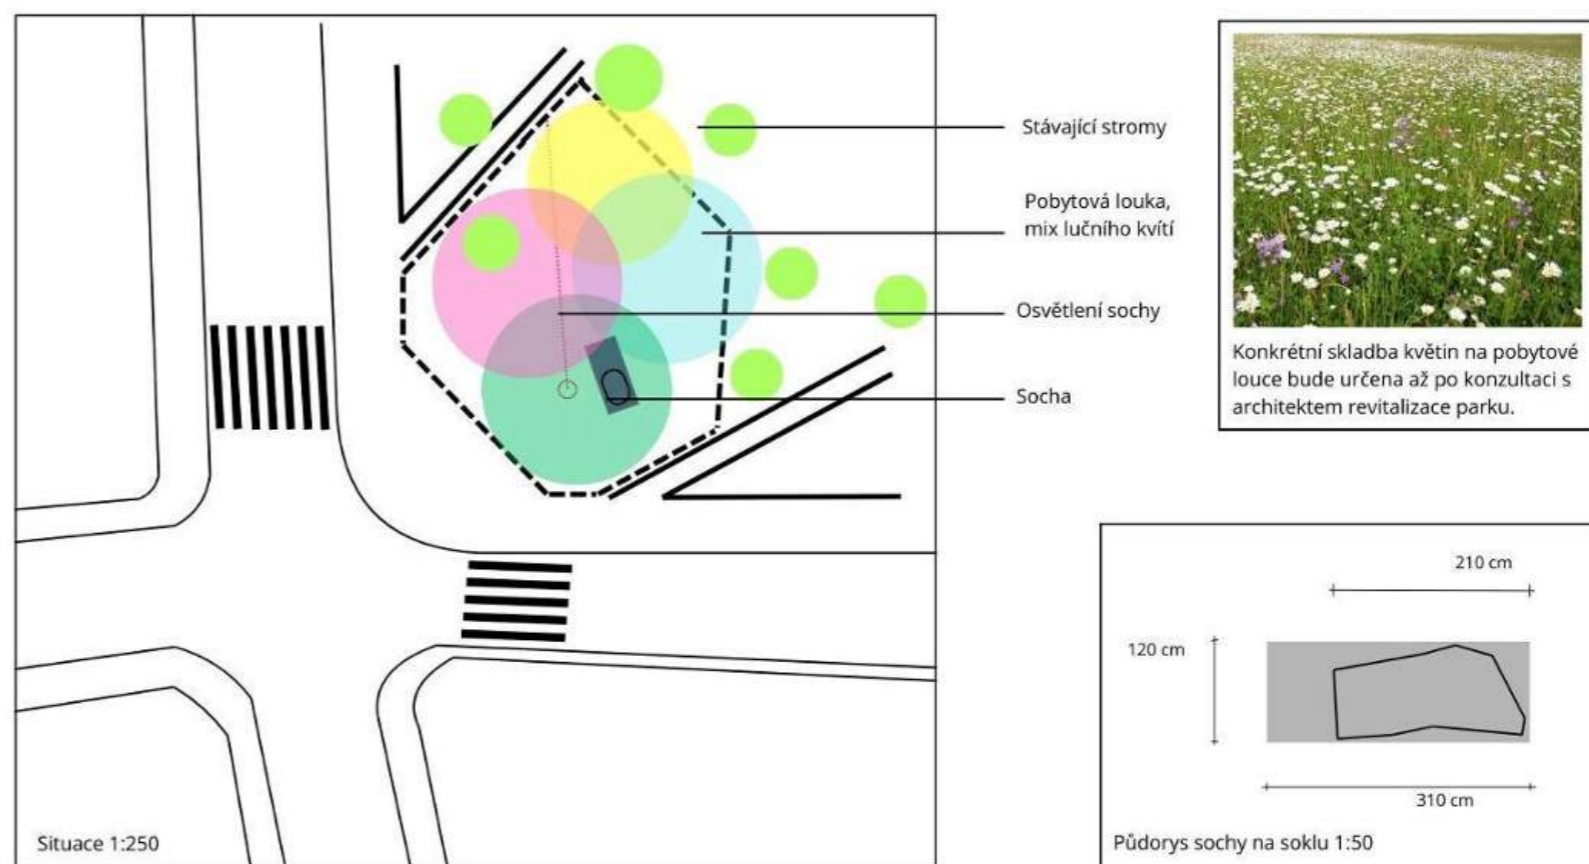 Stávající stromy
Pobytová louka,
mix lučního kvítí
Osvětlení sochy
Socha
Situace 1:250
Konkrétní skladba květin na pobytové
louce bude určena až po konzultaci s
architektem revitalizace parku.
210 cm
120 cm
310 cm
Půdorys sochy na soklu 1:50